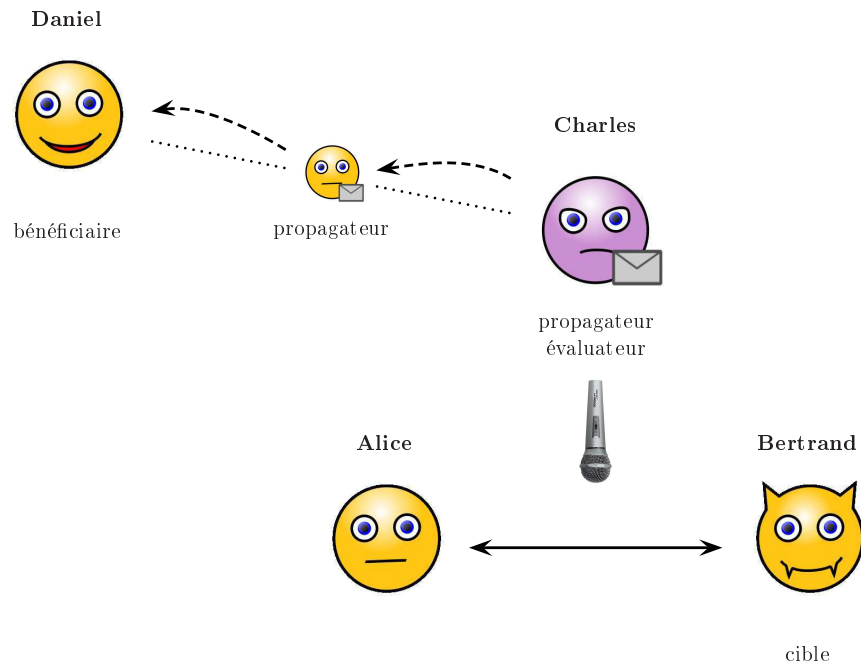 Daniel
Charles
bénéficiaire
propagateur
propagateur
évaluateur
Alice
Bertrand
cible